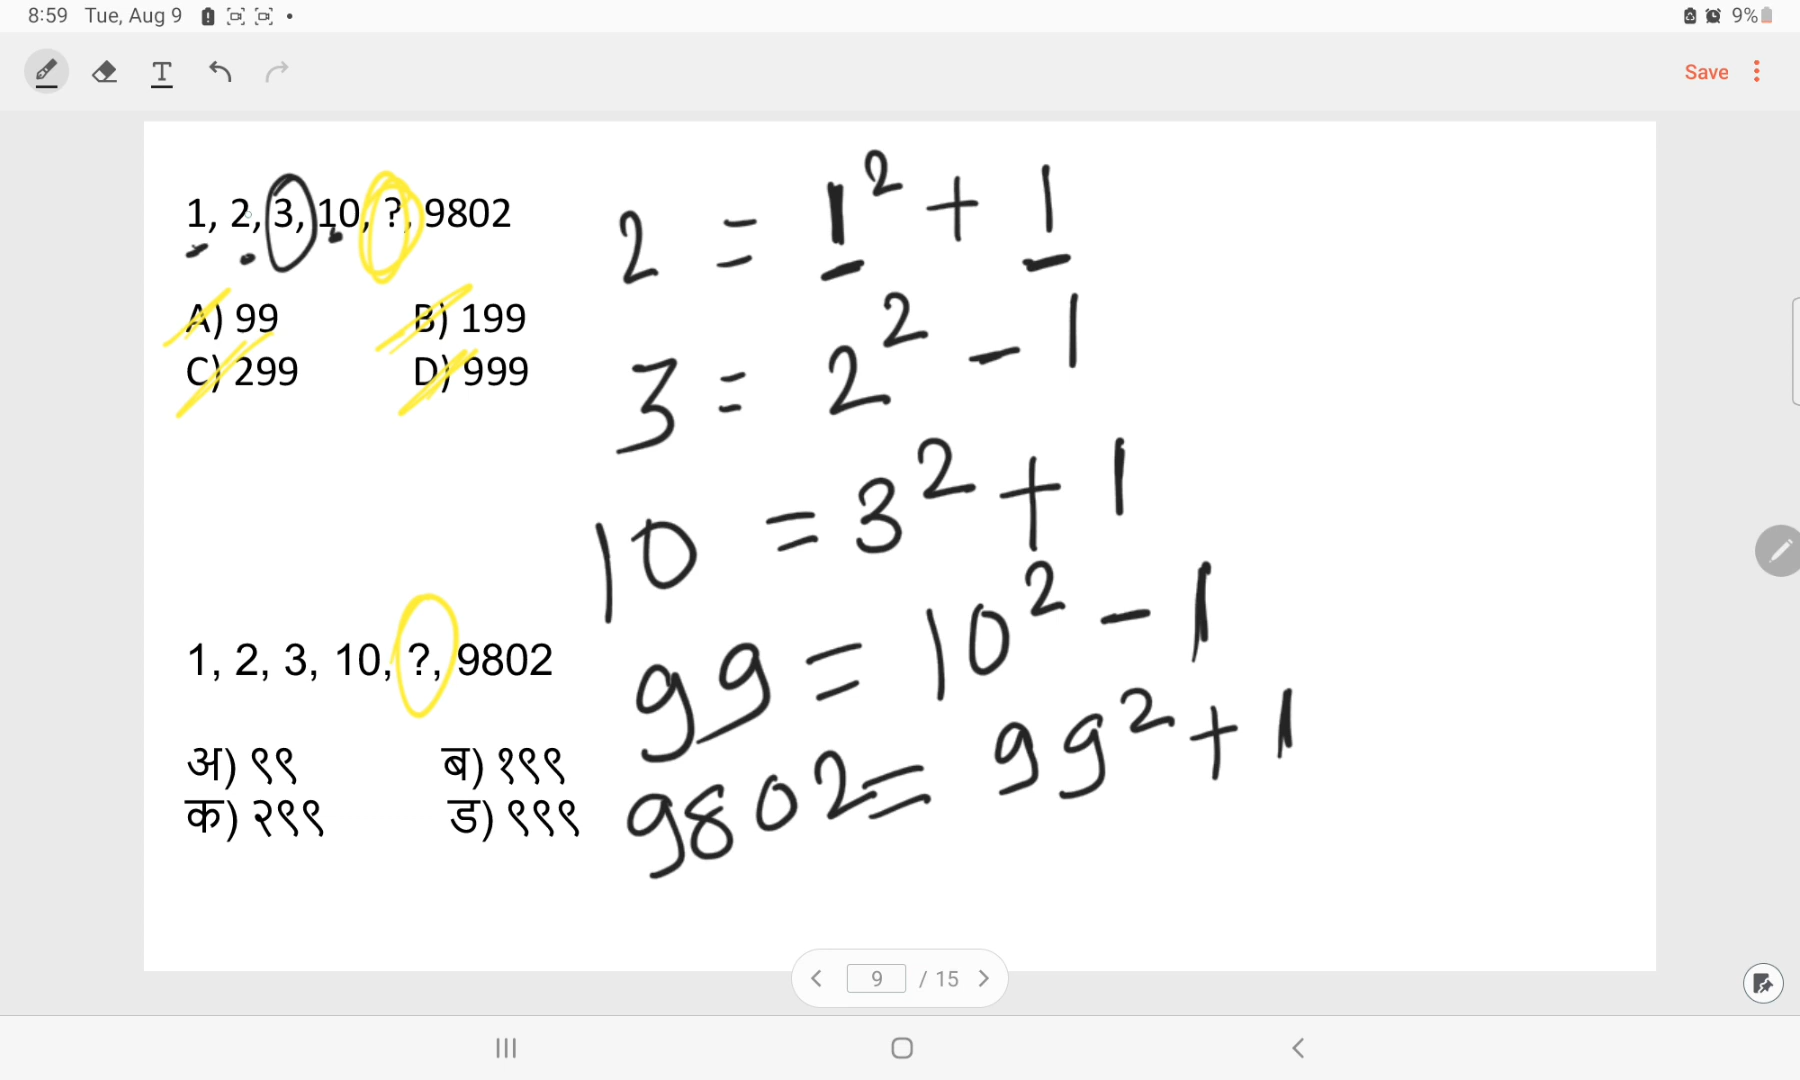 8:59 Tue, Aug 9
9%
T
Save
1, 2, 3, 10, ?, 9802
A) 99 B) 199
C) 299 D) 999
2 = 1² + 1
3 = 2² - 1
10 = 3² + 1
99 = 10² - 1
9802 = 99² + 1
1, 2, 3, 10, ?, 9802
अ) ९९ ब) १९९
क) २९९ ड) ९९९
9 / 15